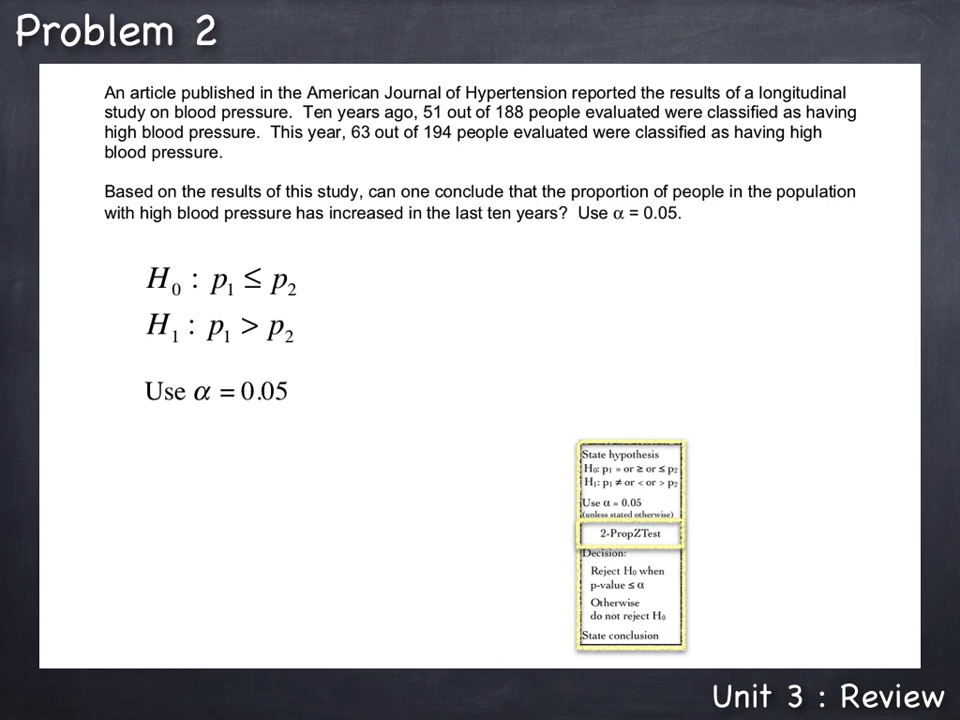 Problem 2
An article published in the American Journal of Hypertension reported the results of a longitudinal
study on blood pressure.  Ten years ago, 51 out of 188 people evaluated were classified as having
high blood pressure.  This year, 63 out of 194 people evaluated were classified as having high
blood pressure.
Based on the results of this study, can one conclude that the proportion of people in the population
with high blood pressure has increased in the last ten years?  Use α = 0.05.
H₀ : p₁ ≤ p₂
H₁ : p₁ > p₂
Use α = 0.05
State hypothesis
H₀: p₁ = or ≥ or ≤ p₂
H₁: p₁ ≠ or < or > p₂
Use α = 0.05
(unless stated otherwise)
2-PropZTest
Decision:
Reject H₀ when
p-value ≤ α
Otherwise
do not reject H₀
State conclusion
Unit 3 : Review